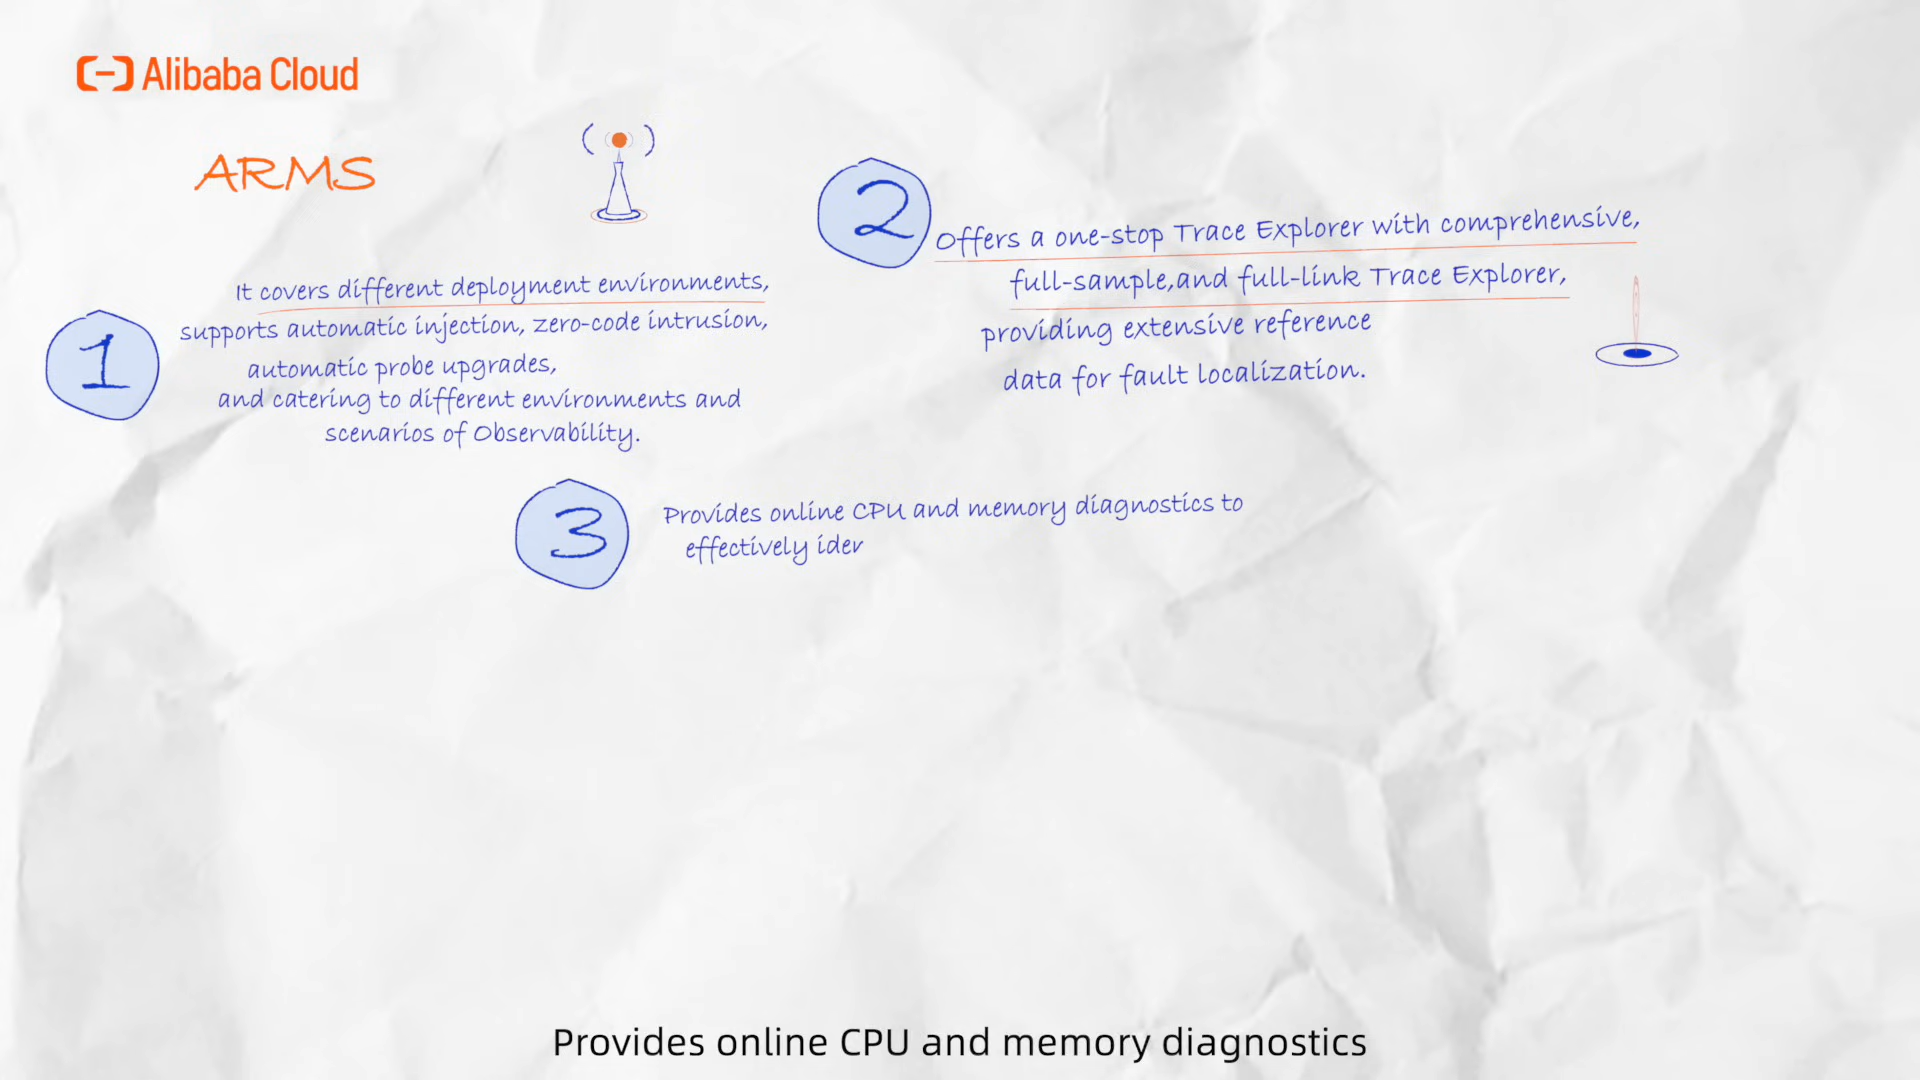 Alibaba Cloud
ARMS
1
It covers different deployment environments,
supports automatic injection, zero-code intrusion,
automatic probe upgrades,
and catering to different environments and
scenarios of Observability.
2
Offers a one-stop Trace Explorer with comprehensive,
full-sample,and full-link Trace Explorer,
providing extensive reference
data for fault localization.
3
Provides online CPU and memory diagnostics to
effectively ider
Provides online CPU and memory diagnostics